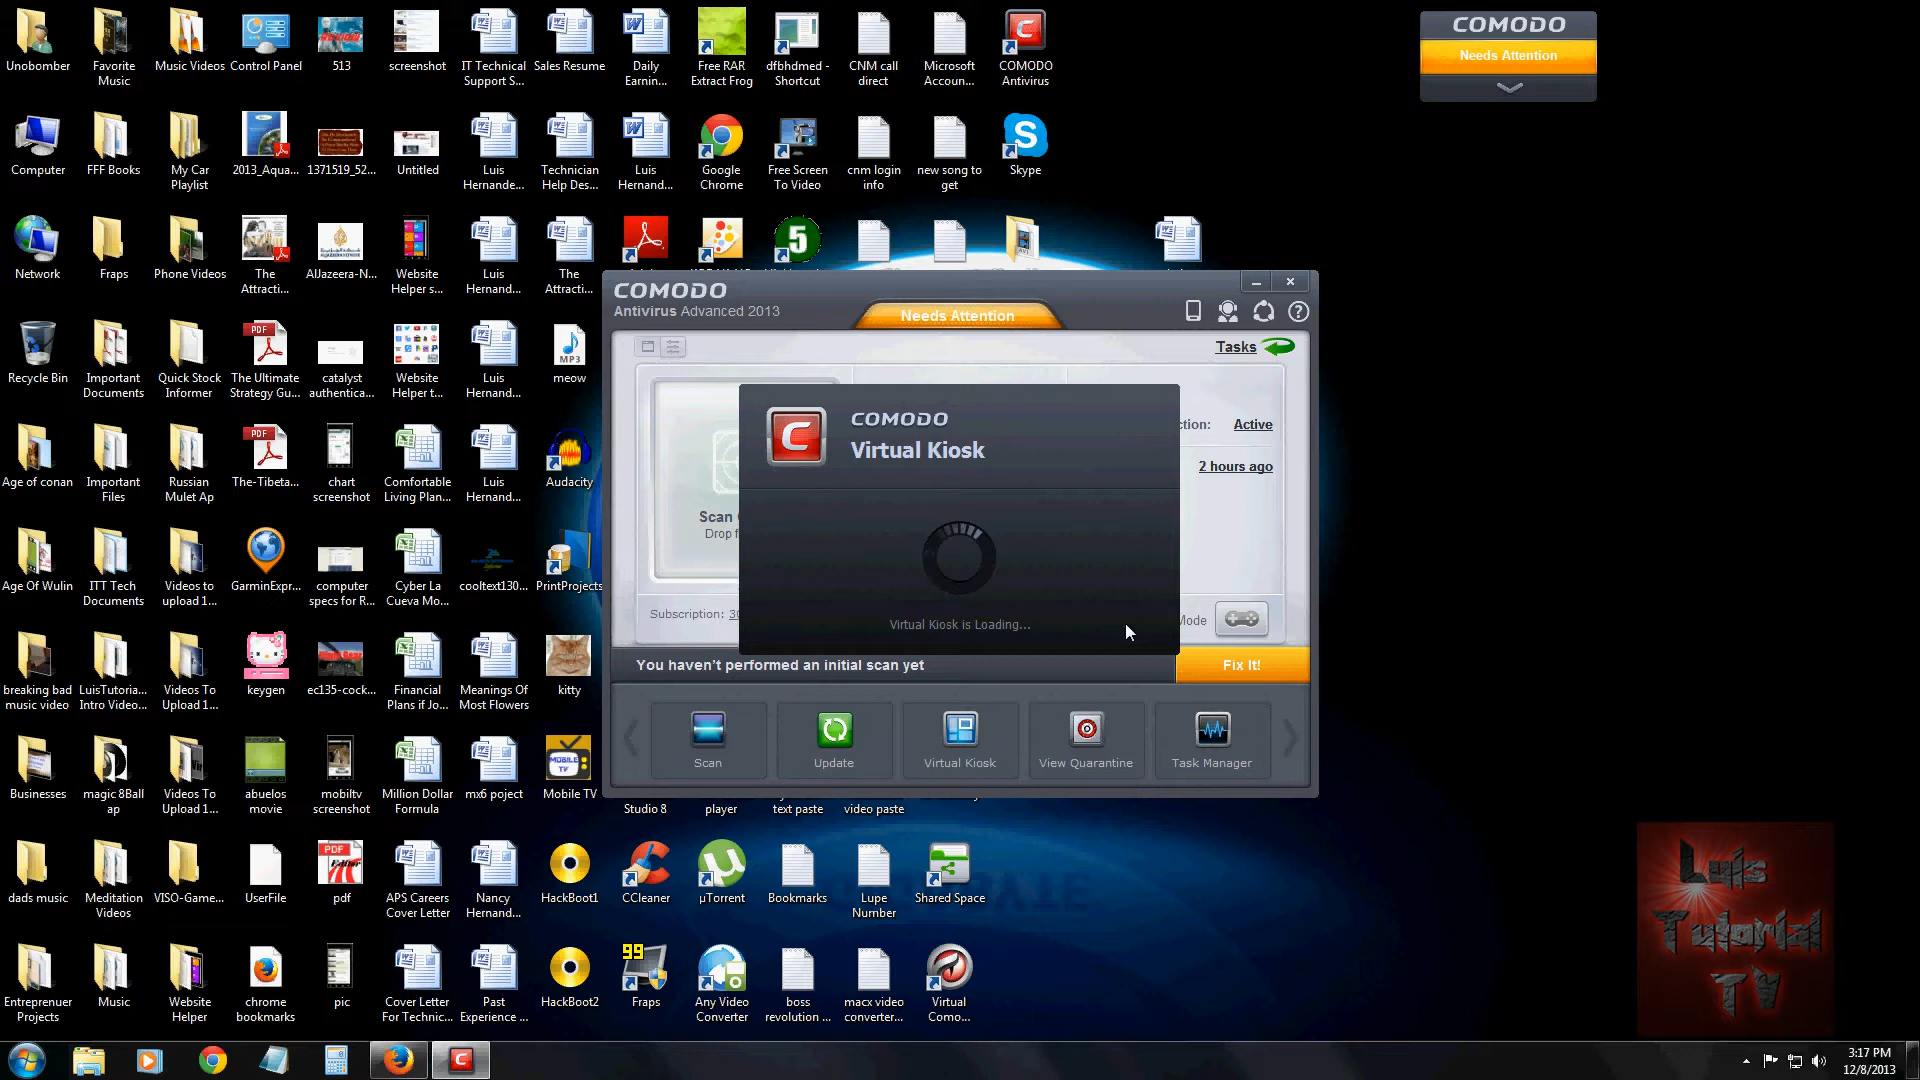 Unobomber
Favorite
Music
Music Videos
Control Panel
513
screenshot
IT Technical
Support S...
Sales Resume
Daily
Earnin...
Free RAR
Extract Frog
dfbhdmed -
Shortcut
CNM call
direct
Microsoft
Accoun...
COMODO
Antivirus
COMODO
Needs Attention
Computer
FFF Books
My Car
Playlist
2013_Aqua...
1371519_52...
Untitled
Luis
Hernande...
Technician
Help Des...
Luis
Hernand...
Google
Chrome
Free Screen
To Video
cnm login
info
new song to
get
Skype
Network
Fraps
Phone Videos
The
Attracti...
AlJazeera-N...
Website
Helper s...
Luis
Hernand...
The
Attracti...
COMODO
Antivirus Advanced 2013
Needs Attention
Tasks
Recycle Bin
Important
Documents
Quick Stock
Informer
The Ultimate
Strategy Gu...
catalyst
authentica...
Website
Helper t...
Luis
Hernand...
MP3
meow
COMODO
Virtual Kiosk
ction: Active
2 hours ago
Scan
Drop f
Virtual Kiosk is Loading...
Subscription: 30
Mode
You haven't performed an initial scan yet
Fix It!
Scan
Update
Virtual Kiosk
View Quarantine
Task Manager
Age of conan
Important
Files
Russian
Mulet Ap
The-Tibeta...
chart
screenshot
Comfortable
Living Plan...
Luis
Hernand...
Audacity
Age Of Wulin
ITT Tech
Documents
Videos to
upload 1...
GarminExpr...
computer
specs for R...
Cyber La
Cueva Mo...
cooltext130...
PrintProjects
breaking bad
music video
LuisTutoria...
Intro Video...
Videos To
Upload 1...
keygen
ec135-cock...
Financial
Plans if Jo...
Meanings Of
Most Flowers
kitty
Businesses
magic 8Ball
ap
Videos To
Upload 1...
abuelos
movie
mobiltv
screenshot
Million Dollar
Formula
mx6 poject
MOBILE
TV
Mobile TV
Studio 8
player
text paste
video paste
dads music
Meditation
Videos
VISO-Game...
UserFile
PDF
Editor
pdf
APS Careers
Cover Letter
Nancy
Hernand...
HackBoot1
CCleaner
µTorrent
Bookmarks
Lupe
Number
Shared Space
Luis
Tutorial
TV
Entreprenuer
Projects
Music
Website
Helper
chrome
bookmarks
pic
Cover Letter
For Technic...
Past
Experience ...
HackBoot2
99
Fraps
Any Video
Converter
boss
revolution ...
macx video
converter...
Virtual
Como...
3:17 PM
12/8/2013